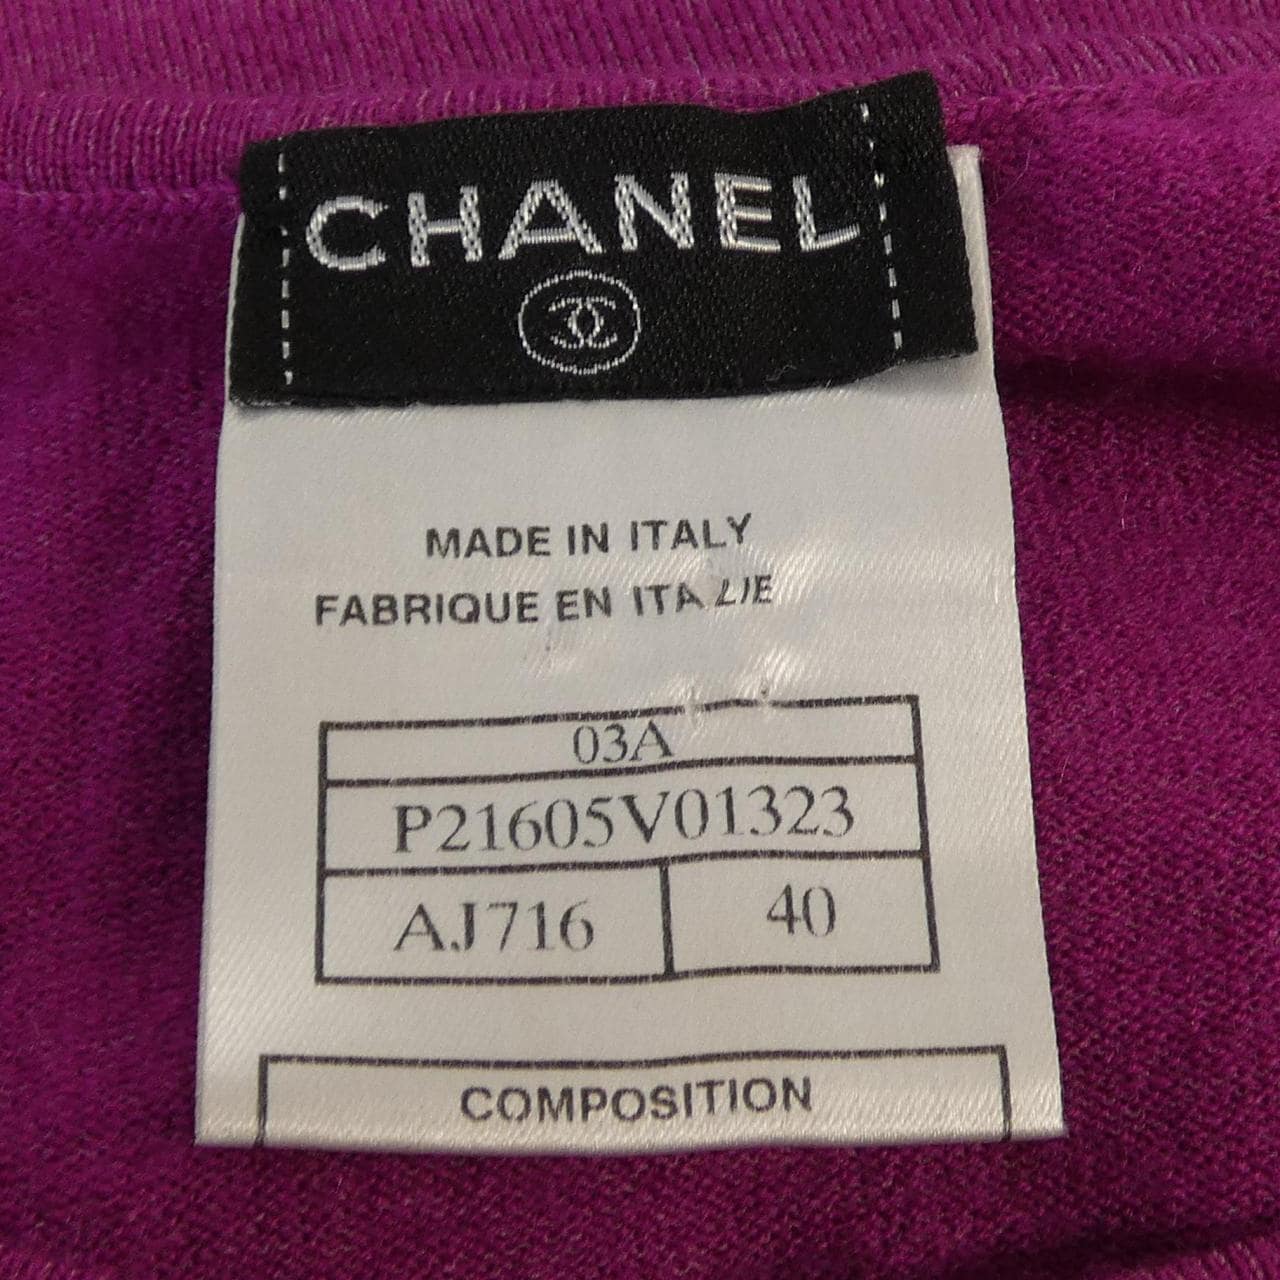 CHANEL
MADE IN ITALY
FABRIQUE EN ITALIE
03A
P21605V01323
AJ716 40
COMPOSITION